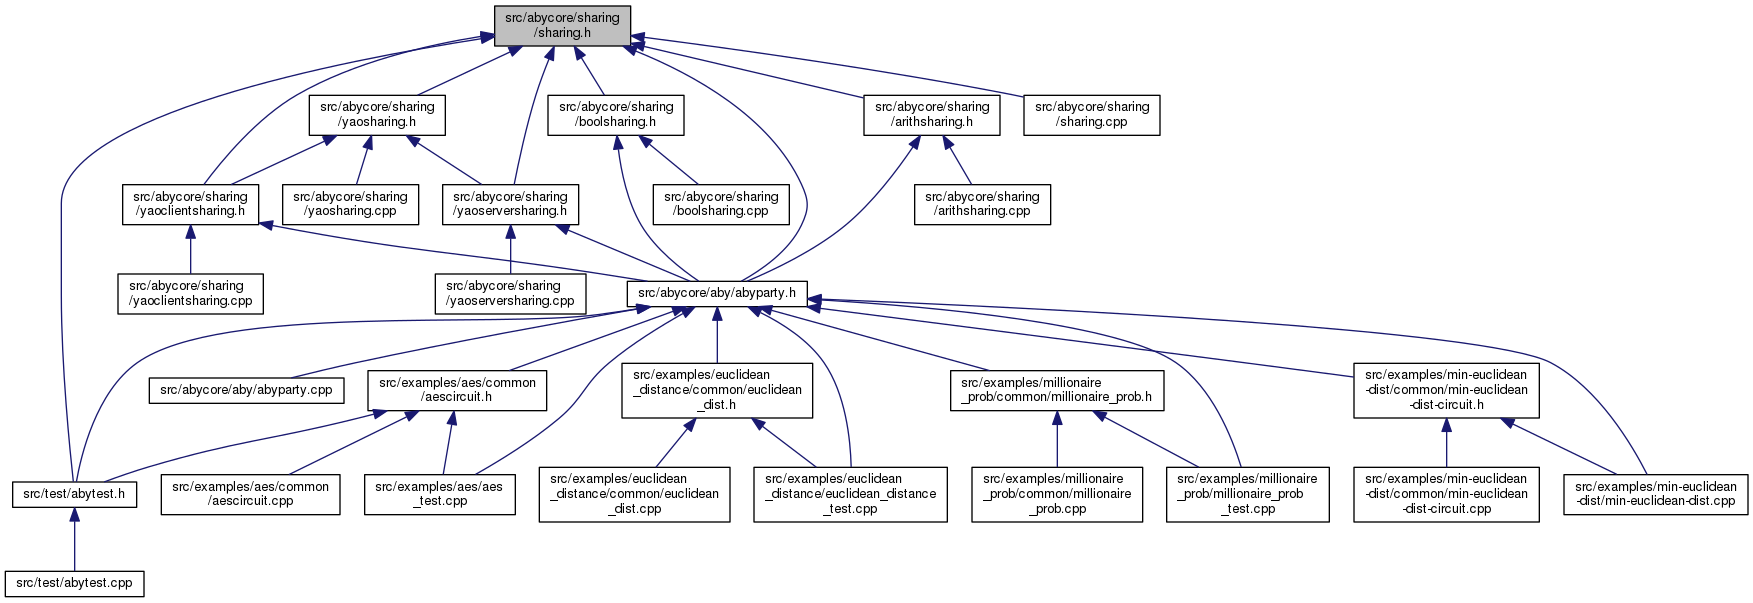 src/abycore/sharing
/sharing.h
src/abycore/sharing
/yaosharing.h
src/abycore/sharing
/boolsharing.h
src/abycore/sharing
/arithsharing.h
src/abycore/sharing
/sharing.cpp
src/abycore/sharing
/yaoclientsharing.h
src/abycore/sharing
/yaosharing.cpp
src/abycore/sharing
/yaoserversharing.h
src/abycore/sharing
/boolsharing.cpp
src/abycore/sharing
/arithsharing.cpp
src/abycore/sharing
/yaoclientsharing.cpp
src/abycore/sharing
/yaoserversharing.cpp
src/abycore/aby/abyparty.h
src/abycore/aby/abyparty.cpp
src/examples/aes/common
/aescircuit.h
src/examples/euclidean
_distance/common/euclidean
_dist.h
src/examples/millionaire
_prob/common/millionaire_prob.h
src/examples/min-euclidean
-dist/common/min-euclidean
-dist-circuit.h
src/test/abytest.h
src/examples/aes/common
/aescircuit.cpp
src/examples/aes/aes
_test.cpp
src/examples/euclidean
_distance/common/euclidean
_dist.cpp
src/examples/euclidean
_distance/euclidean_distance
_test.cpp
src/examples/millionaire
_prob/common/millionaire
_prob.cpp
src/examples/millionaire
_prob/millionaire_prob
_test.cpp
src/examples/min-euclidean
-dist/common/min-euclidean
-dist-circuit.cpp
src/examples/min-euclidean
-dist/min-euclidean-dist.cpp
src/test/abytest.cpp